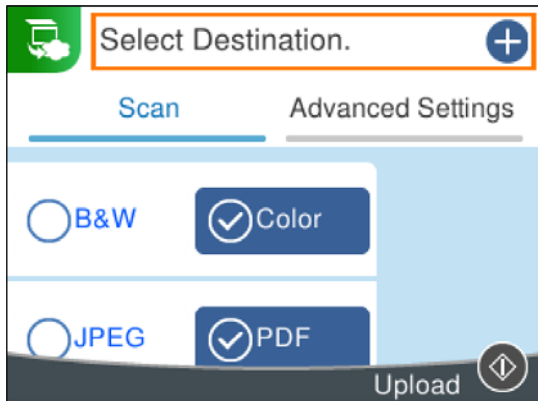 Select Destination.
Scan Advanced Settings
B&W Color
JPEG PDF
Upload